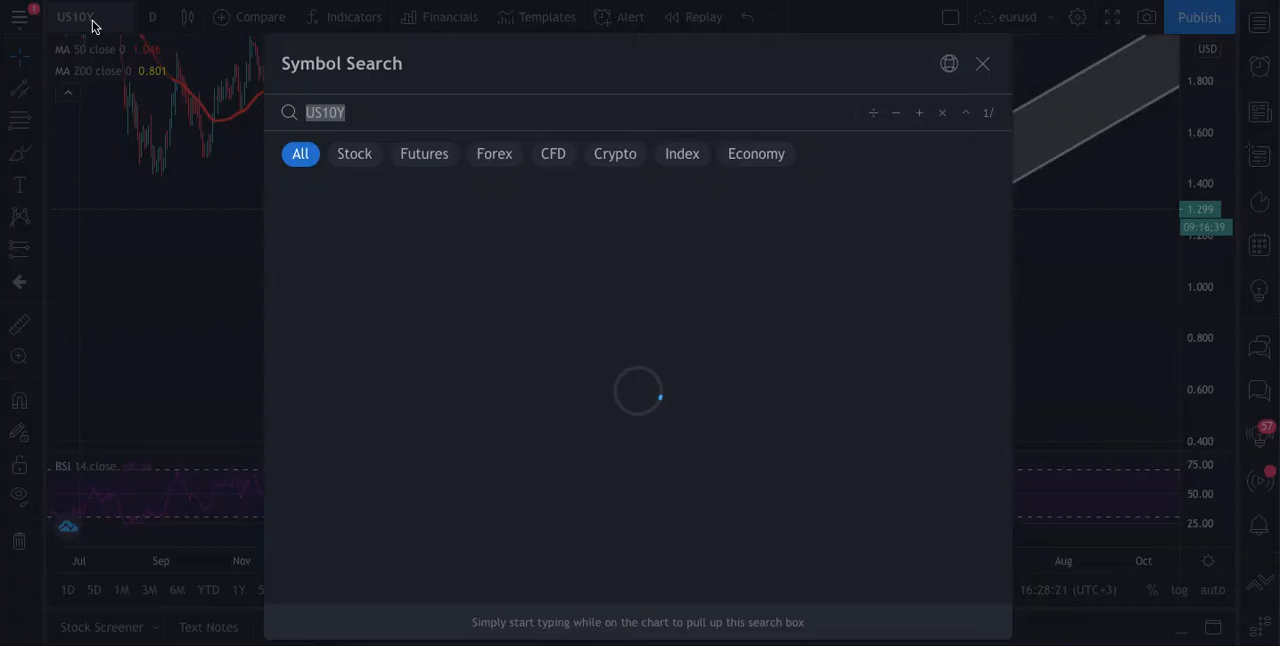 1
US10Y
D
Compare
Indicators
Financials
Templates
Alert
Replay
eurusd
Publish
MA 50 close 0 1.046
MA 200 close 0 0.801
Symbol Search
US10Y
÷ − + × ^ 1/
All
Stock
Futures
Forex
CFD
Crypto
Index
Economy
USD
1.800
1.600
1.400
1.299
09:16:39
1.200
1.000
0.800
0.600
0.400
57
RSI 14 close
75.00
50.00
25.00
Jul
Sep
Nov
Aug
Oct
1D
5D
1M
3M
6M
YTD
1Y
5
16:28:21 (UTC+3)
%
log
auto
Simply start typing while on the chart to pull up this search box
Stock Screener
Text Notes